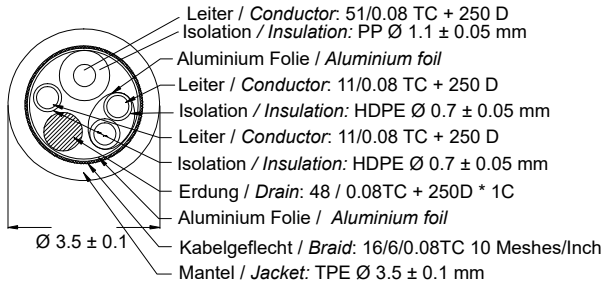 Leiter / Conductor: 51/0.08 TC + 250 D
Isolation / Insulation: PP Ø 1.1 ± 0.05 mm
Aluminium Folie / Aluminium foil
Leiter / Conductor: 11/0.08 TC + 250 D
Isolation / Insulation: HDPE Ø 0.7 ± 0.05 mm
Leiter / Conductor: 11/0.08 TC + 250 D
Isolation / Insulation: HDPE Ø 0.7 ± 0.05 mm
Erdung / Drain: 48 / 0.08TC + 250D * 1C
Aluminium Folie / Aluminium foil
Ø 3.5 ± 0.1
Kabelgeflecht / Braid: 16/6/0.08TC 10 Meshes/Inch
Mantel / Jacket: TPE Ø 3.5 ± 0.1 mm